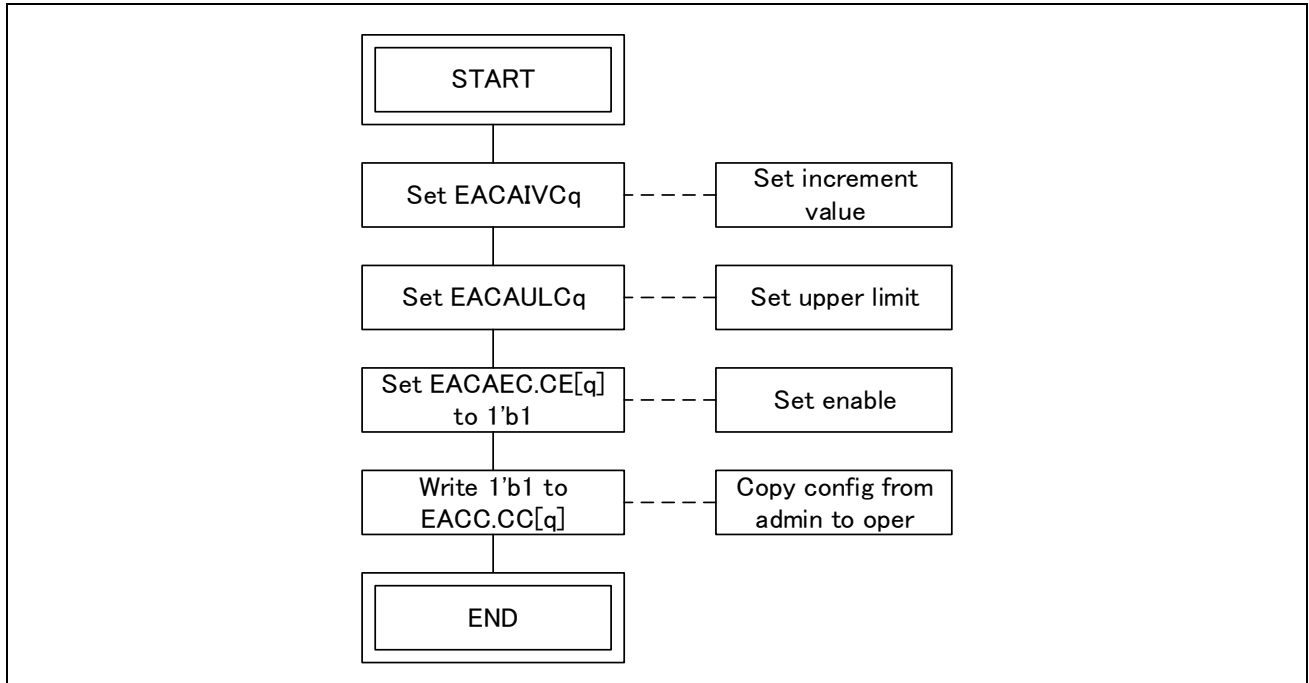 START
Set EACAIVCq
Set increment
value
Set EACAULCq
Set upper limit
Set EACAEC.CE[q]
to 1'b1
Set enable
Write 1'b1 to
EACC.CC[q]
Copy config from
admin to oper
END